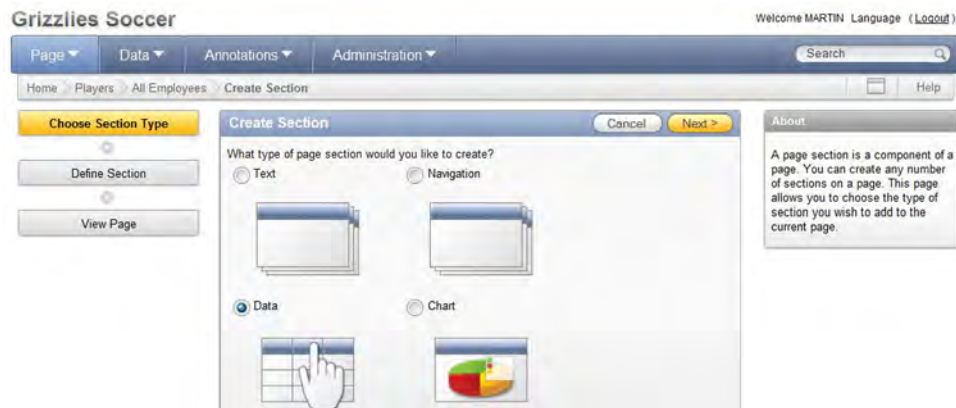 Grizzlies Soccer
Welcome MARTIN Language (Logout)
Page Data Annotations Administration Search
Home Players All Employees Create Section Help
Choose Section Type
Define Section
View Page
Create Section Cancel Next >
What type of page section would you like to create?
Text Navigation
Data Chart
About
A page section is a component of a
page. You can create any number
of sections on a page. This page
allows you to choose the type of
section you wish to add to the
current page.